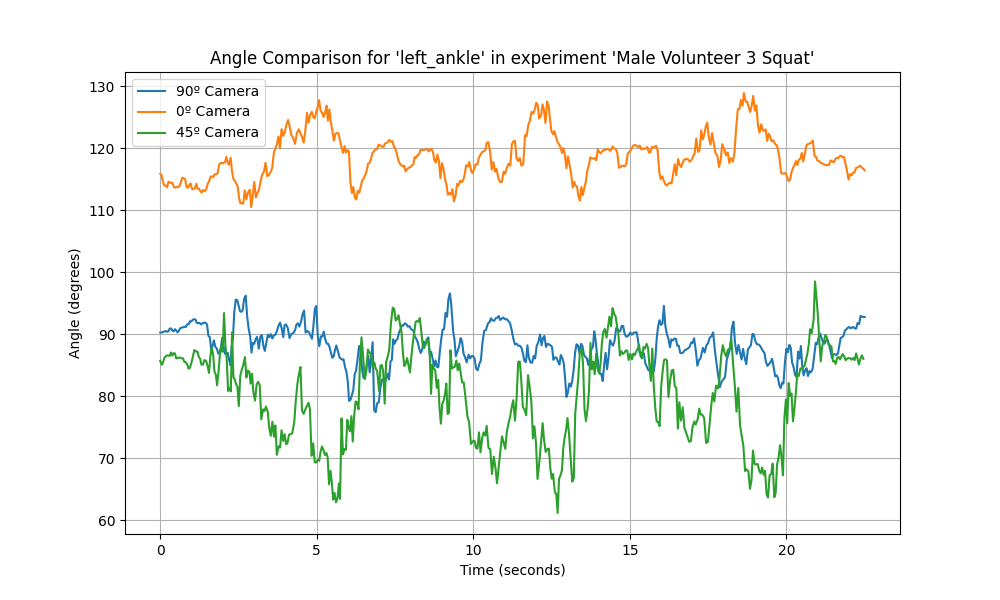 Angle Comparison for 'left_ankle' in experiment 'Male Volunteer 3 Squat'
90º Camera
0º Camera
45º Camera
130
120
110
100
90
80
70
60
Angle (degrees)
0 5 10 15 20
Time (seconds)